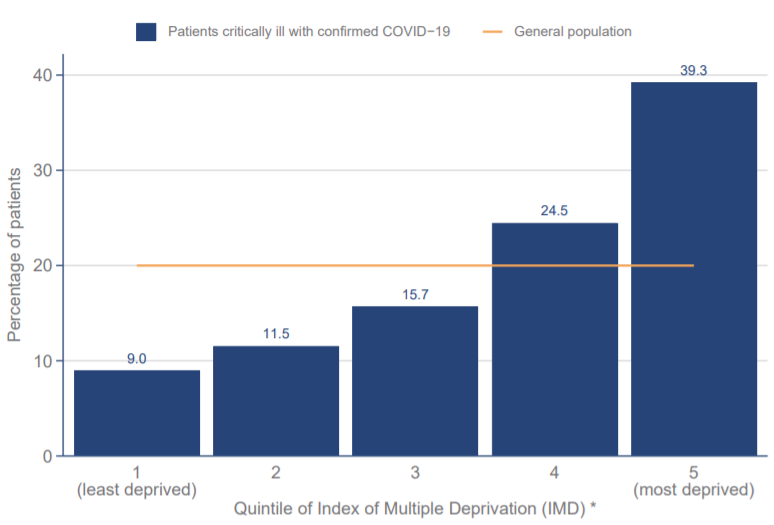 Patients critically ill with confirmed COVID−19 General population
Percentage of patients
40
30
20
10
0
9.0
11.5
15.7
24.5
39.3
1 2 3 4 5
(least deprived) (most deprived)
Quintile of Index of Multiple Deprivation (IMD) *